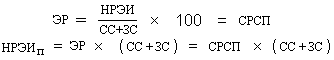 ЭР = НРЭИ / СС+ЗС × 100 = СРСП
НРЭИп = ЭР × (СС+ЗС) = СРСП × (СС+ЗС)